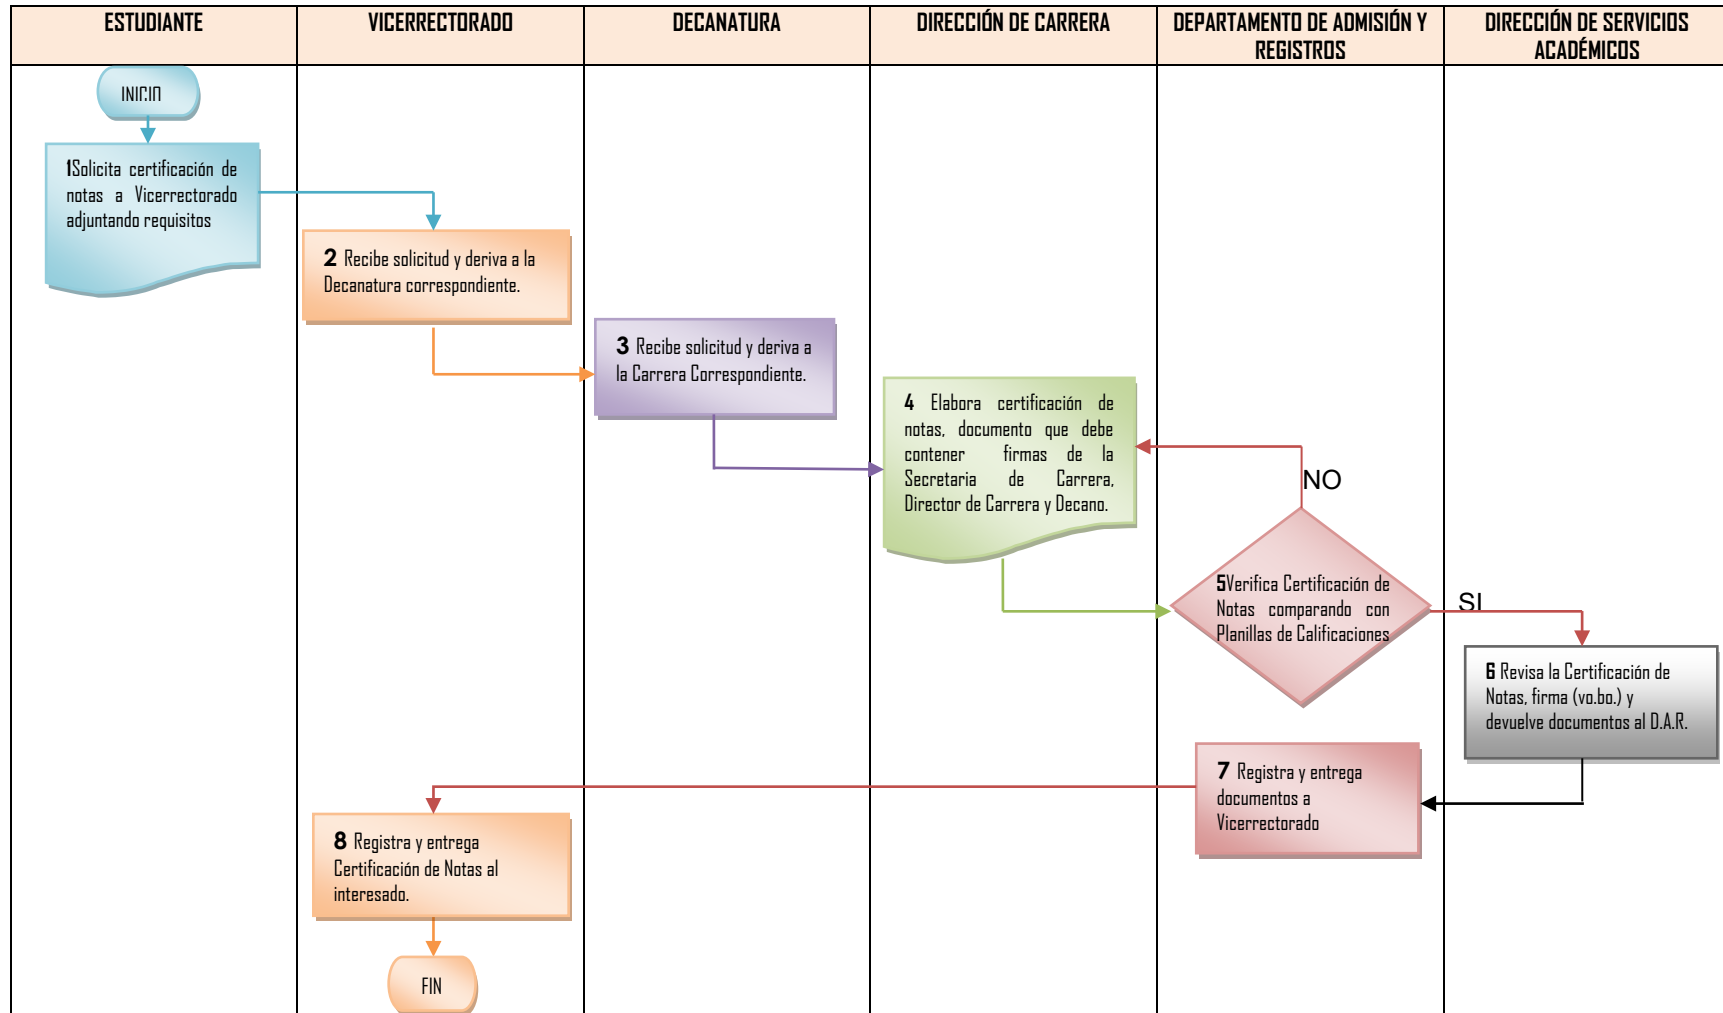 ESTUDIANTE
VICERRECTORADO
DECANATURA
DIRECCIÓN DE CARRERA
DEPARTAMENTO DE ADMISIÓN Y
REGISTROS
DIRECCIÓN DE SERVICIOS
ACADÉMICOS
INICIO
1Solicita certificación de
notas a Vicerrectorado
adjuntando requisitos
2 Recibe solicitud y deriva a la
Decanatura correspondiente.
3 Recibe solicitud y deriva a
la Carrera Correspondiente.
4 Elabora certificación de
notas, documento que debe
contener firmas de la
Secretaria de Carrera,
Director de Carrera y Decano.
NO
5Verifica Certificación de
Notas comparando con
Planillas de Calificaciones
SI
6 Revisa la Certificación de
Notas, firma (vo.bo.) y
devuelve documentos al D.A.R.
7 Registra y entrega
documentos a
Vicerrectorado
8 Registra y entrega
Certificación de Notas al
interesado.
FIN